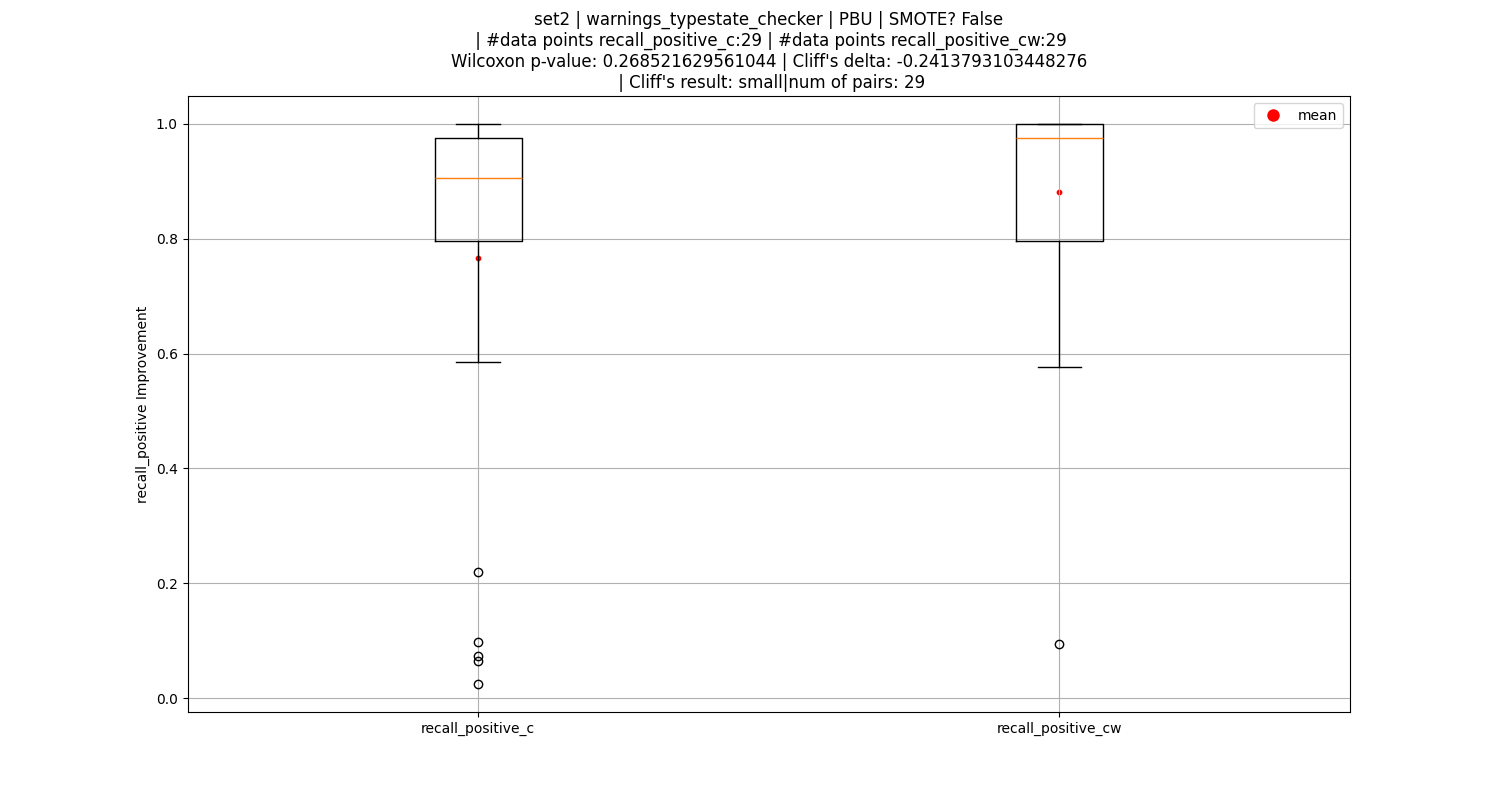 set2 | warnings_typestate_checker | PBU | SMOTE? False
| #data points recall_positive_c:29 | #data points recall_positive_cw:29
Wilcoxon p-value: 0.268521629561044 | Cliff's delta: -0.2413793103448276
| Cliff's result: small|num of pairs: 29
mean
1.0
0.8
0.6
0.4
0.2
0.0
recall_positive Improvement
recall_positive_c
recall_positive_cw